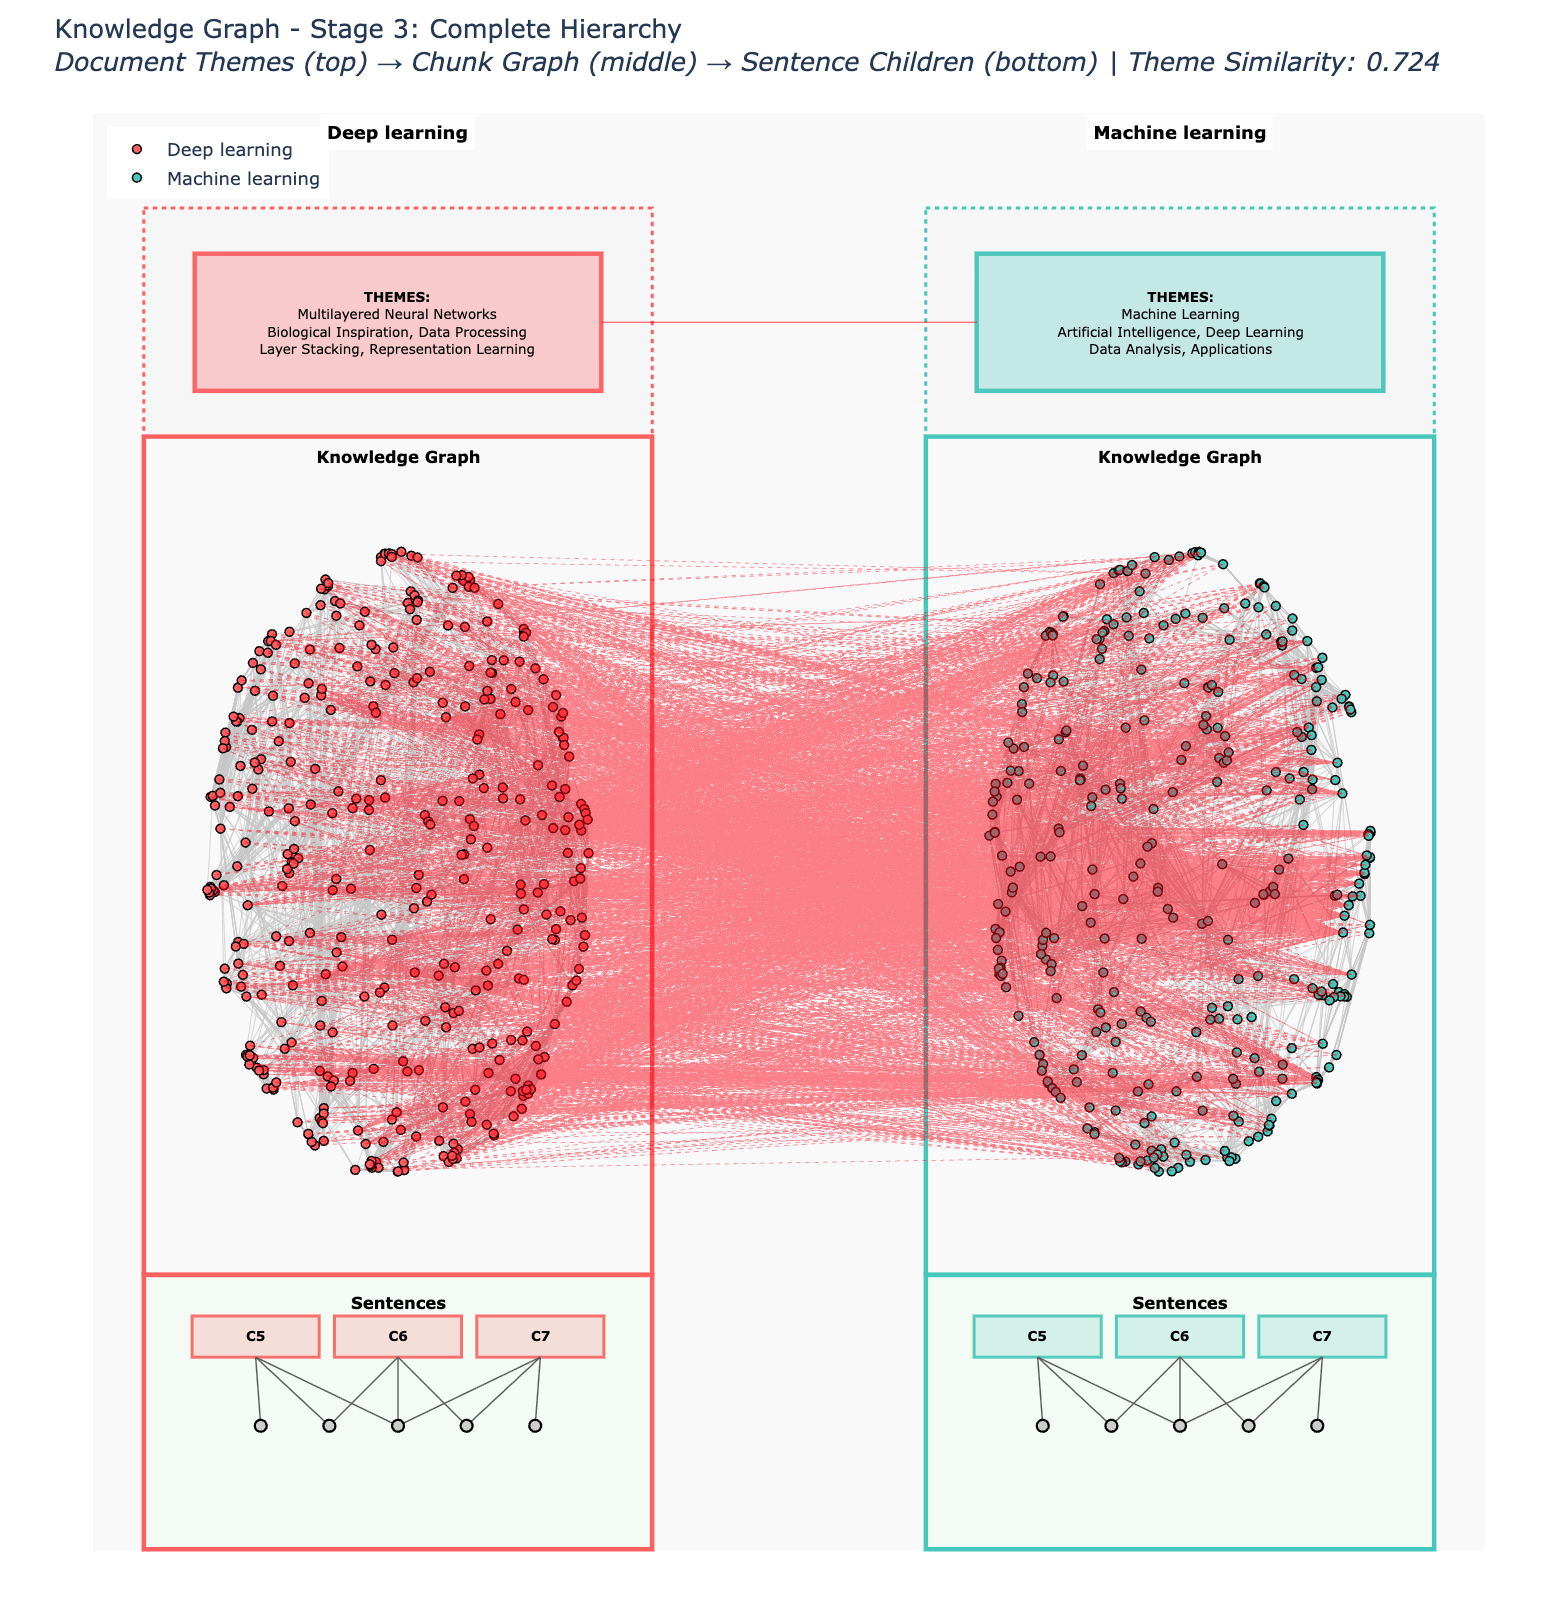 Knowledge Graph - Stage 3: Complete Hierarchy
Document Themes (top) → Chunk Graph (middle) → Sentence Children (bottom) | Theme Similarity: 0.724
Deep learning
Machine learning
Deep learning
Machine learning
THEMES:
Multilayered Neural Networks
Biological Inspiration, Data Processing
Layer Stacking, Representation Learning
THEMES:
Machine Learning
Artificial Intelligence, Deep Learning
Data Analysis, Applications
Knowledge Graph
Knowledge Graph
Sentences
C5
C6
C7
Sentences
C5
C6
C7